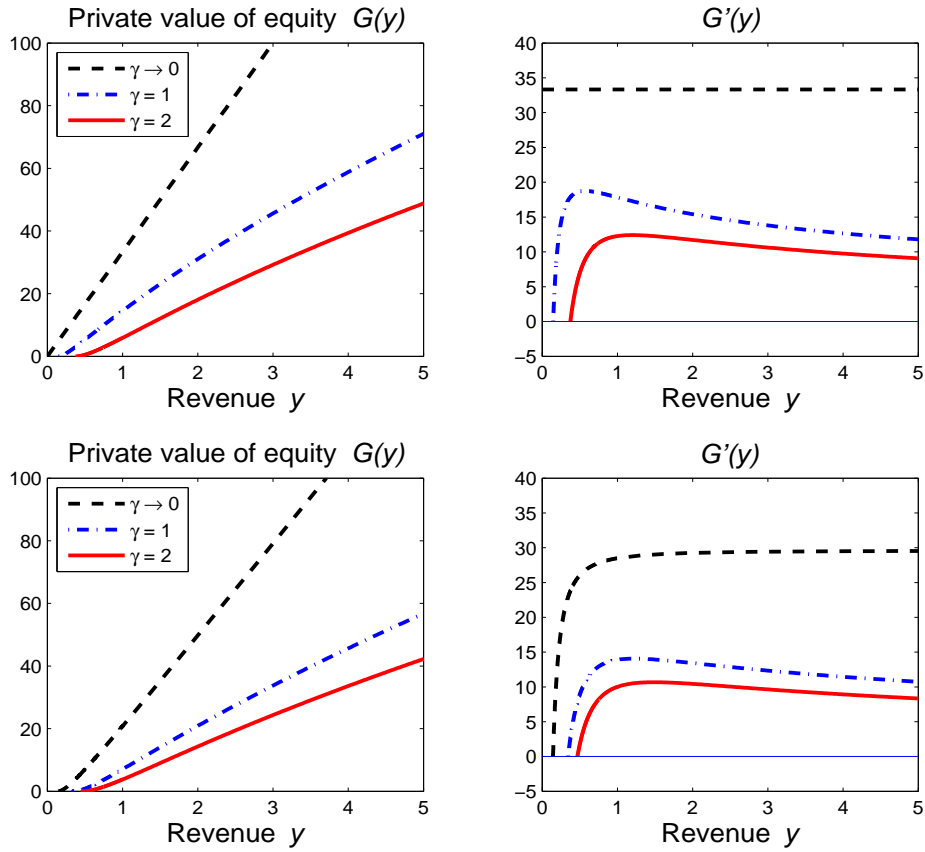 Private value of equity G(y)
100
80
60
40
20
0
0 1 2 3 4 5
Revenue y
γ → 0
γ = 1
γ = 2
G’(y)
40
35
30
25
20
15
10
5
0
−5
0 1 2 3 4 5
Revenue y
Private value of equity G(y)
100
80
60
40
20
0
0 1 2 3 4 5
Revenue y
γ → 0
γ = 1
γ = 2
G’(y)
40
35
30
25
20
15
10
5
0
−5
0 1 2 3 4 5
Revenue y